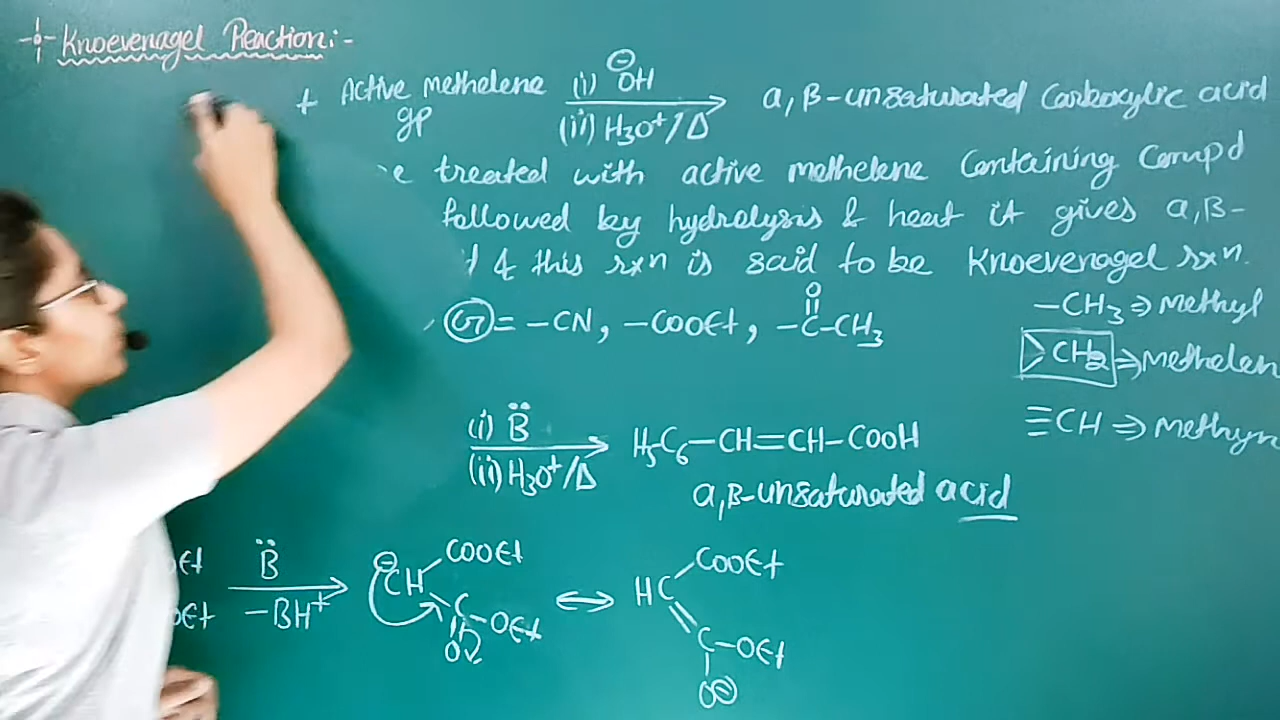 Knoevenagel Reaction:-
+ Active methelene gp (i) ⊖OH (ii) H3O+/Δ → α, β-unsaturated Carboxylic acid
e treated with active methelene Containing Compd
followed by hydrolysis & heat it gives α, β-
& this rxn is said to be Knoevenagel rxn.
G = -CN, -COOEt, -C(=O)-CH3
-CH3 ⇒ methyl
>CH2 ⇒ methelen
≡CH ⇒ methyn
(i) B̈ (ii) H3O+/Δ → H5C6-CH=CH-COOH
α, β-unsaturated acid
OEt OEt B̈ -BH+ → ⊖CH COOEt C-OEt O ↔ HC COOEt C-OEt O⊖